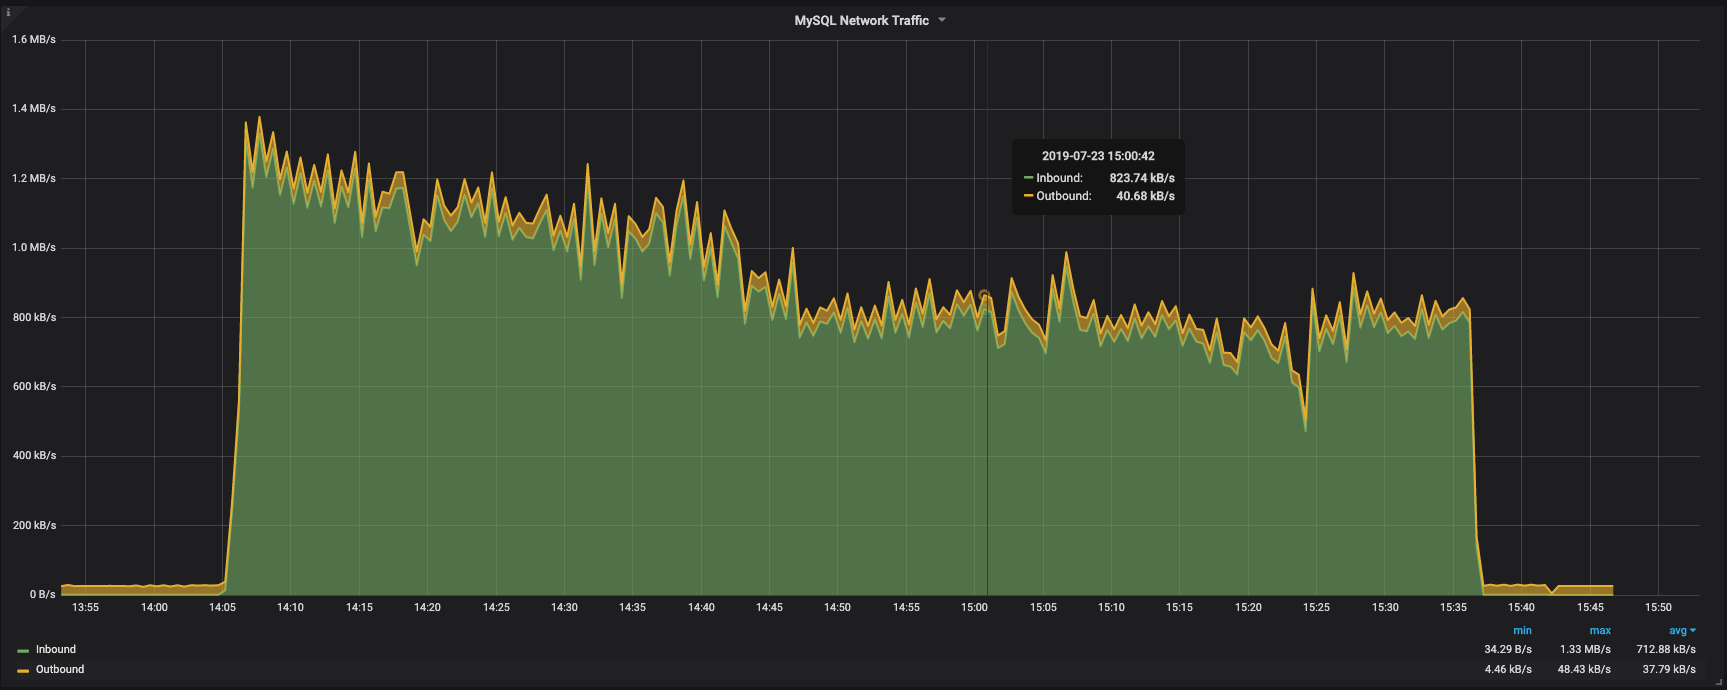 MySQL Network Traffic
1.6 MB/s
1.4 MB/s
1.2 MB/s
1.0 MB/s
800 kB/s
600 kB/s
400 kB/s
200 kB/s
0 B/s
2019-07-23 15:00:42
Inbound: 823.74 kB/s
Outbound: 40.68 kB/s
13:55 14:00 14:05 14:10 14:15 14:20 14:25 14:30 14:35 14:40 14:45 14:50 14:55 15:00 15:05 15:10 15:15 15:20 15:25 15:30 15:35 15:40 15:45 15:50
min max avg
Inbound 34.29 B/s 1.33 MB/s 712.88 kB/s
Outbound 4.46 kB/s 48.43 kB/s 37.79 kB/s